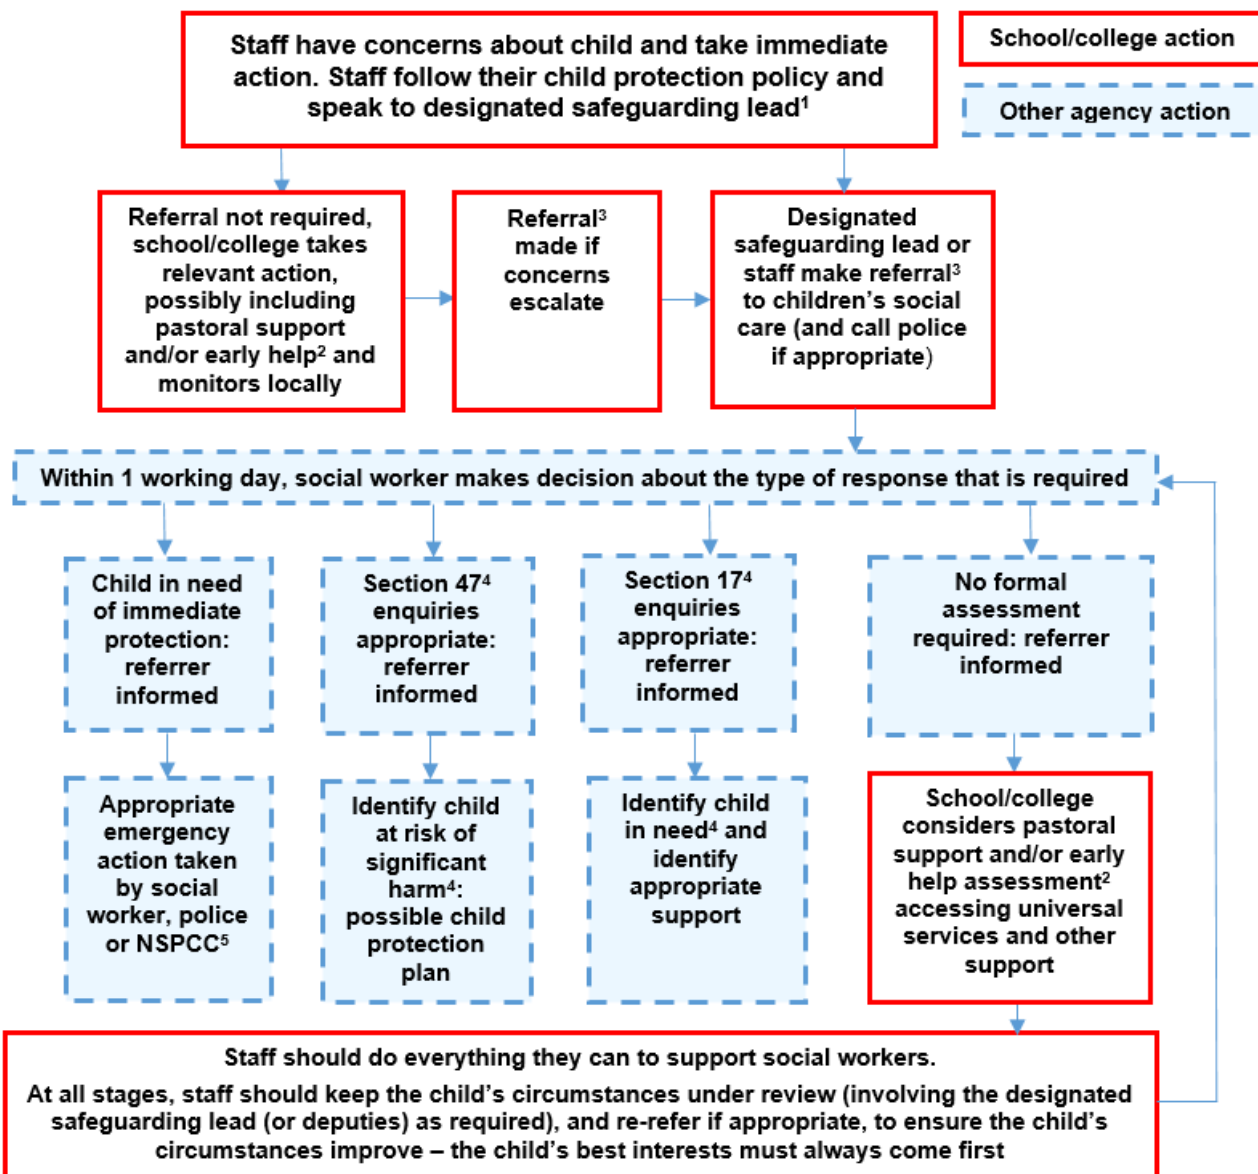 Staff have concerns about child and take immediate
action. Staff follow their child protection policy and
speak to designated safeguarding lead¹
School/college action
Other agency action
Referral not required,
school/college takes
relevant action,
possibly including
pastoral support
and/or early help² and
monitors locally
Referral³
made if
concerns
escalate
Designated
safeguarding lead or
staff make referral³
to children’s social
care (and call police
if appropriate)
Within 1 working day, social worker makes decision about the type of response that is required
Child in need
of immediate
protection:
referrer
informed
Section 47⁴
enquiries
appropriate:
referrer
informed
Section 17⁴
enquiries
appropriate:
referrer
informed
No formal
assessment
required: referrer
informed
Appropriate
emergency
action taken
by social
worker, police
or NSPCC⁵
Identify child
at risk of
significant
harm⁴:
possible child
protection
plan
Identify child
in need⁴ and
identify
appropriate
support
School/college
considers pastoral
support and/or early
help assessment²
accessing universal
services and other
support
Staff should do everything they can to support social workers.
At all stages, staff should keep the child’s circumstances under review (involving the designated
safeguarding lead (or deputies) as required), and re-refer if appropriate, to ensure the child’s
circumstances improve – the child’s best interests must always come first